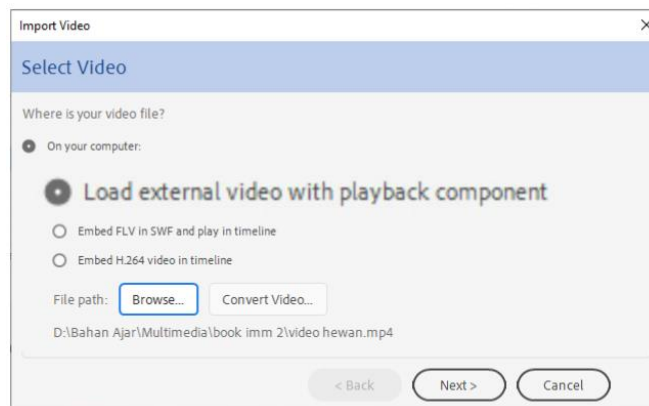 Import Video
Select Video
Where is your video file?
On your computer:
Load external video with playback component
Embed FLV in SWF and play in timeline
Embed H.264 video in timeline
File path: Browse... Convert Video...
D:\Bahan Ajar\Multimedia\book imm 2\video hewan.mp4
< Back Next > Cancel